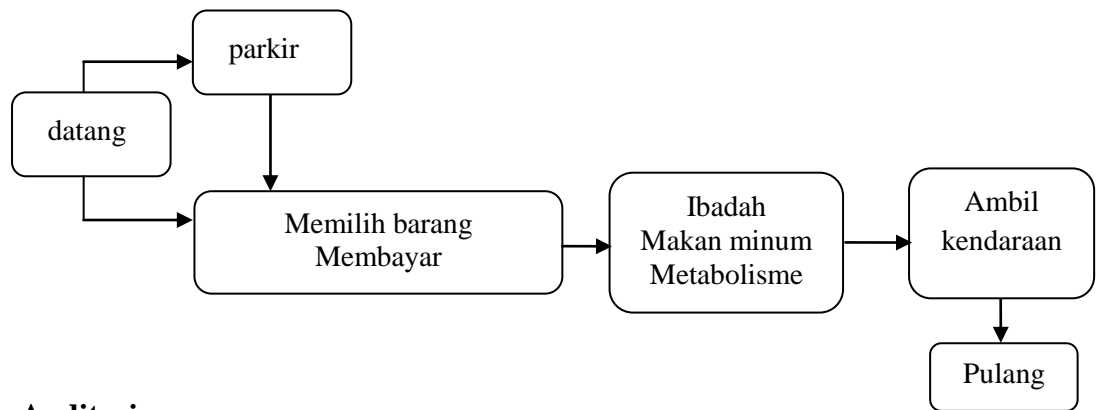 parkir
datang
Memilih barang
Membayar
Ibadah
Makan minum
Metabolisme
Ambil
kendaraan
Pulang